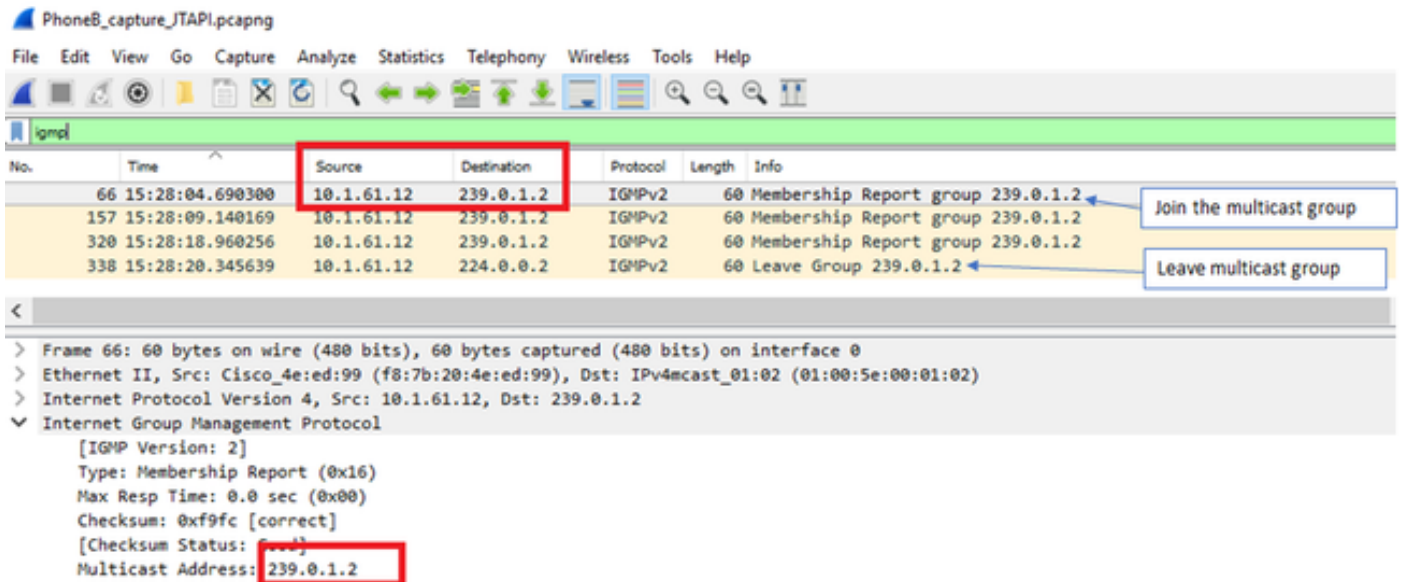 PhoneB_capture_JTAPI.pcapng
File Edit View Go Capture Analyze Statistics Telephony Wireless Tools Help
igmp
No. Time Source Destination Protocol Length Info
66 15:28:04.690300 10.1.61.12 239.0.1.2 IGMPv2 60 Membership Report group 239.0.1.2
Join the multicast group
157 15:28:09.140169 10.1.61.12 239.0.1.2 IGMPv2 60 Membership Report group 239.0.1.2
320 15:28:18.960256 10.1.61.12 239.0.1.2 IGMPv2 60 Membership Report group 239.0.1.2
338 15:28:20.345639 10.1.61.12 224.0.0.2 IGMPv2 60 Leave Group 239.0.1.2
Leave multicast group
Frame 66: 60 bytes on wire (480 bits), 60 bytes captured (480 bits) on interface 0
Ethernet II, Src: Cisco_4e:ed:99 (f8:7b:20:4e:ed:99), Dst: IPv4mcast_01:02 (01:00:5e:00:01:02)
Internet Protocol Version 4, Src: 10.1.61.12, Dst: 239.0.1.2
Internet Group Management Protocol
[IGMP Version: 2]
Type: Membership Report (0x16)
Max Resp Time: 0.0 sec (0x00)
Checksum: 0xf9fc [correct]
[Checksum Status:
Multicast Address: 239.0.1.2